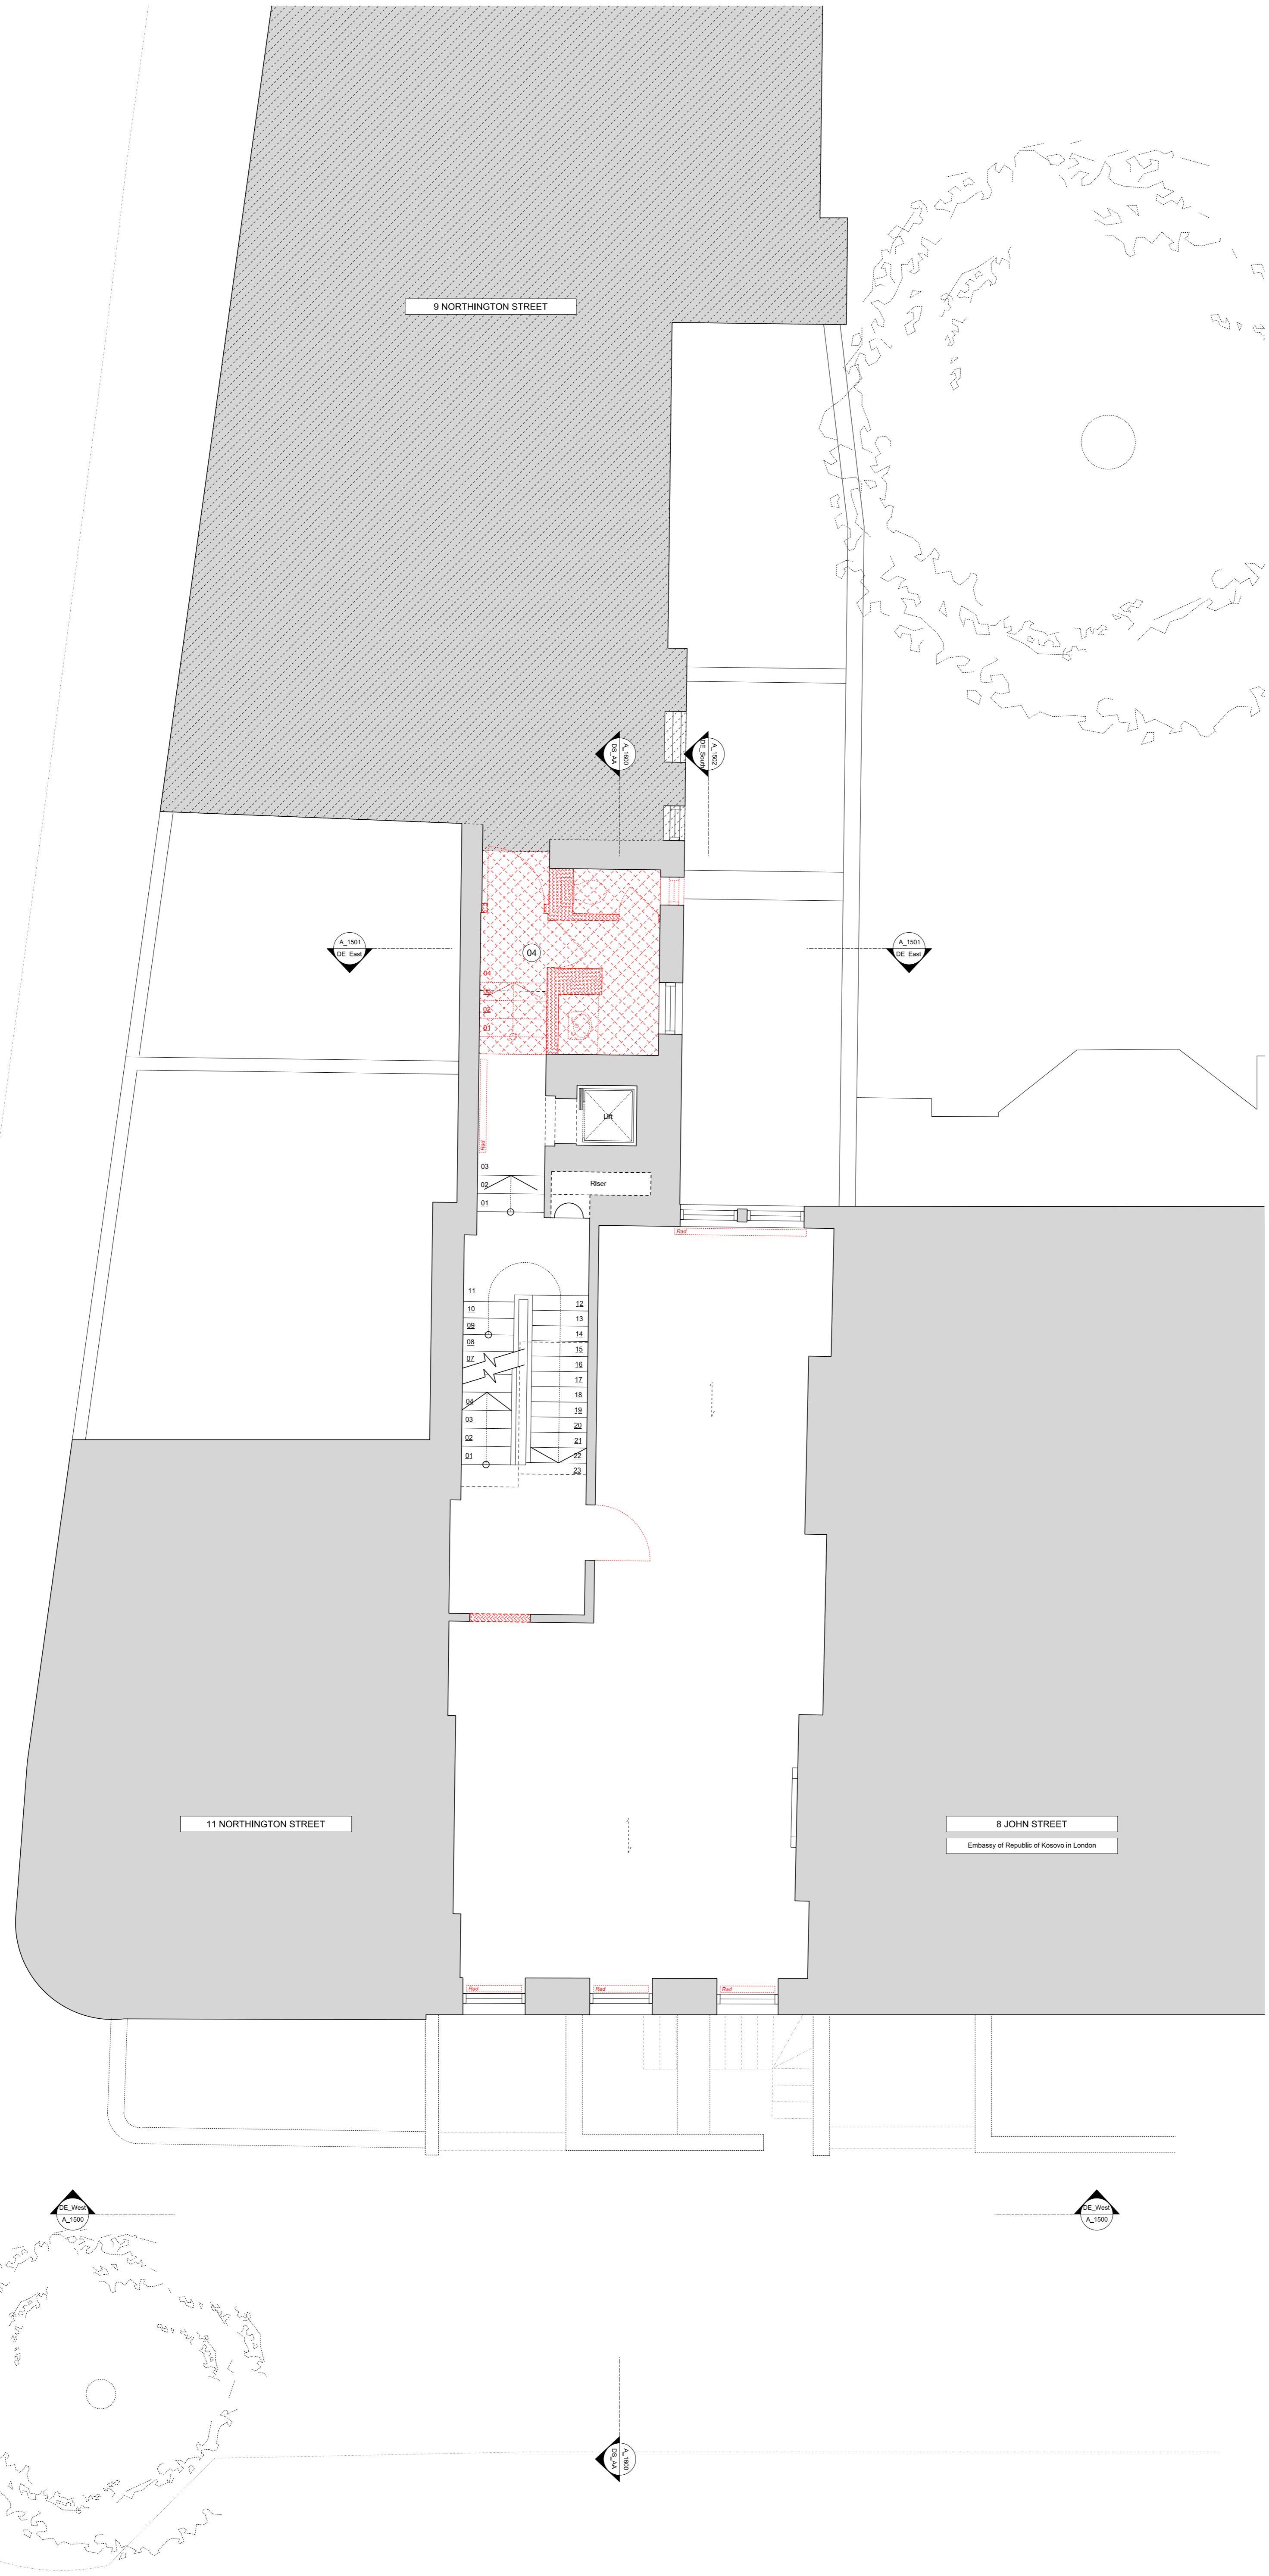 9 NORTHINGTON STREET
A_1600
DS_AA
A_1502
DE_South
A_1501
DE_East
04
A_1501
DE_East
04
03
02
01
Lift
Rad
03
02
01
Riser
Rad
11
10
09
08
07
04
03
02
01
12
13
14
15
16
17
18
19
20
21
22
23
11 NORTHINGTON STREET
8 JOHN STREET
Embassy of Republic of Kosovo in London
Rad
Rad
Rad
DE_West
A_1500
DE_West
A_1500
A_1600
DS_AA